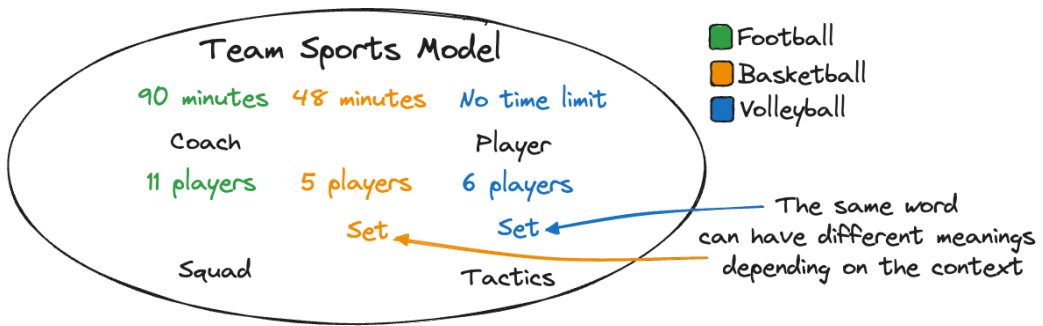 Team Sports Model
90 minutes 48 minutes No time limit
Coach Player
11 players 5 players 6 players
Set Set
Squad Tactics
Football
Basketball
Volleyball
The same word
can have different meanings
depending on the context